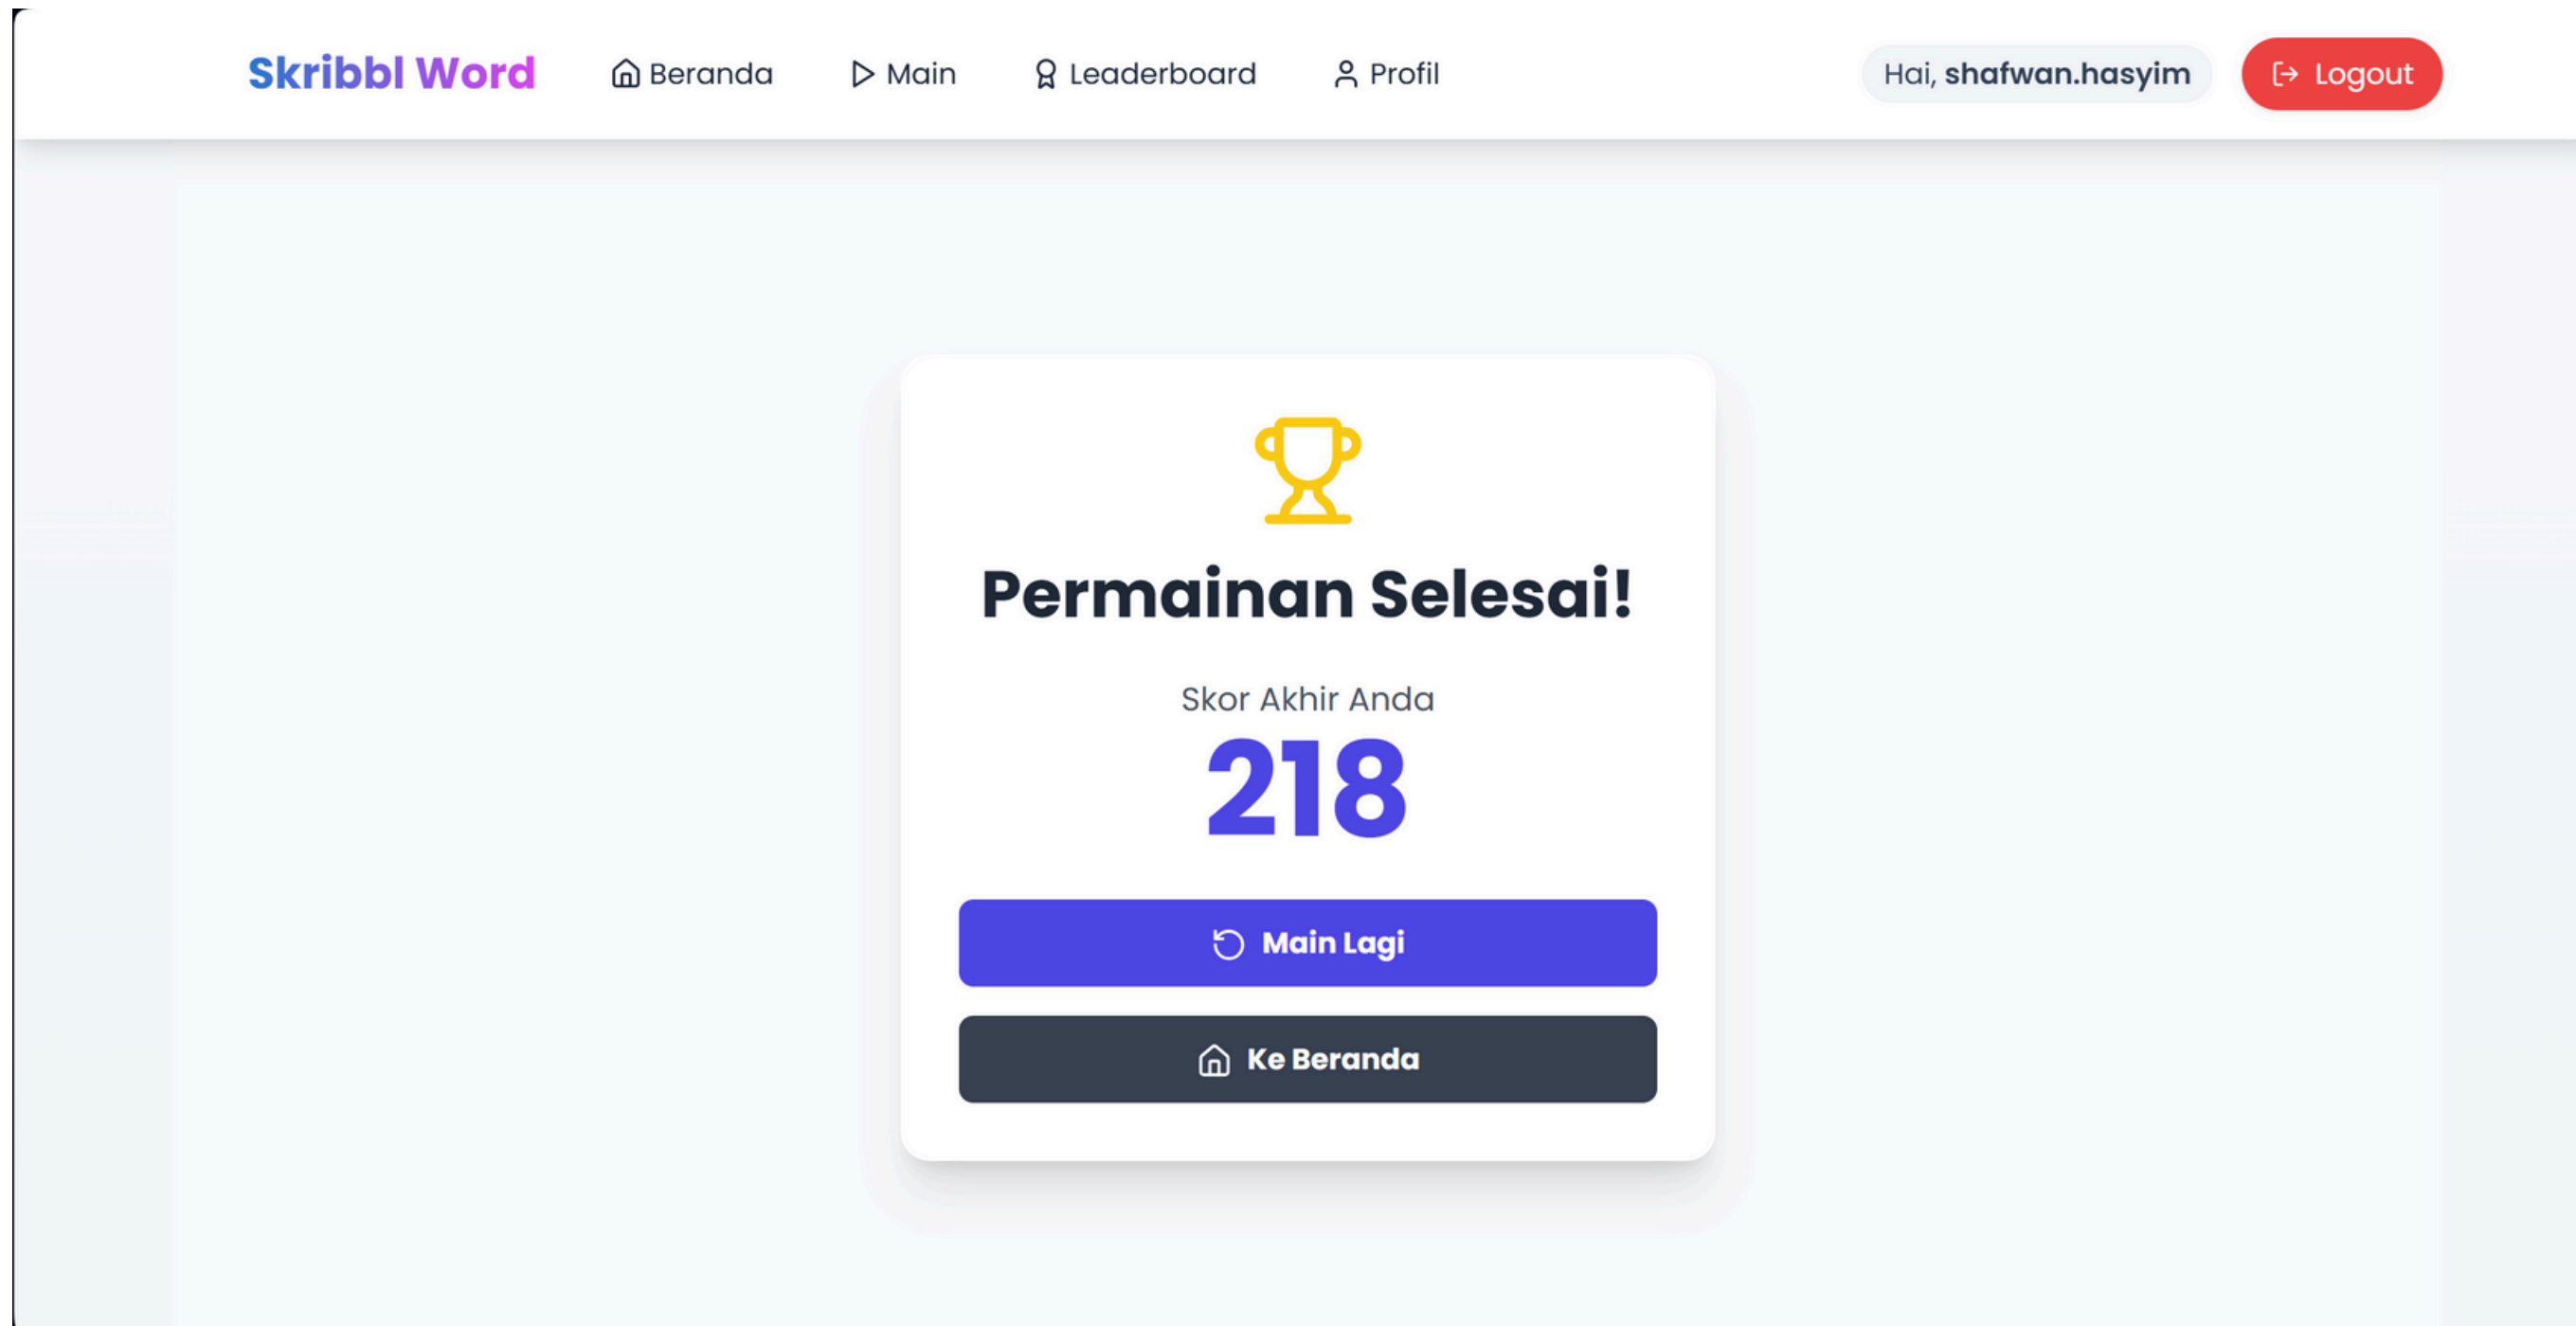 Skribbl Word Beranda Main Leaderboard Profil Hai, shafwan.hasyim Logout
Permainan Selesai!
Skor Akhir Anda
218
Main Lagi
Ke Beranda